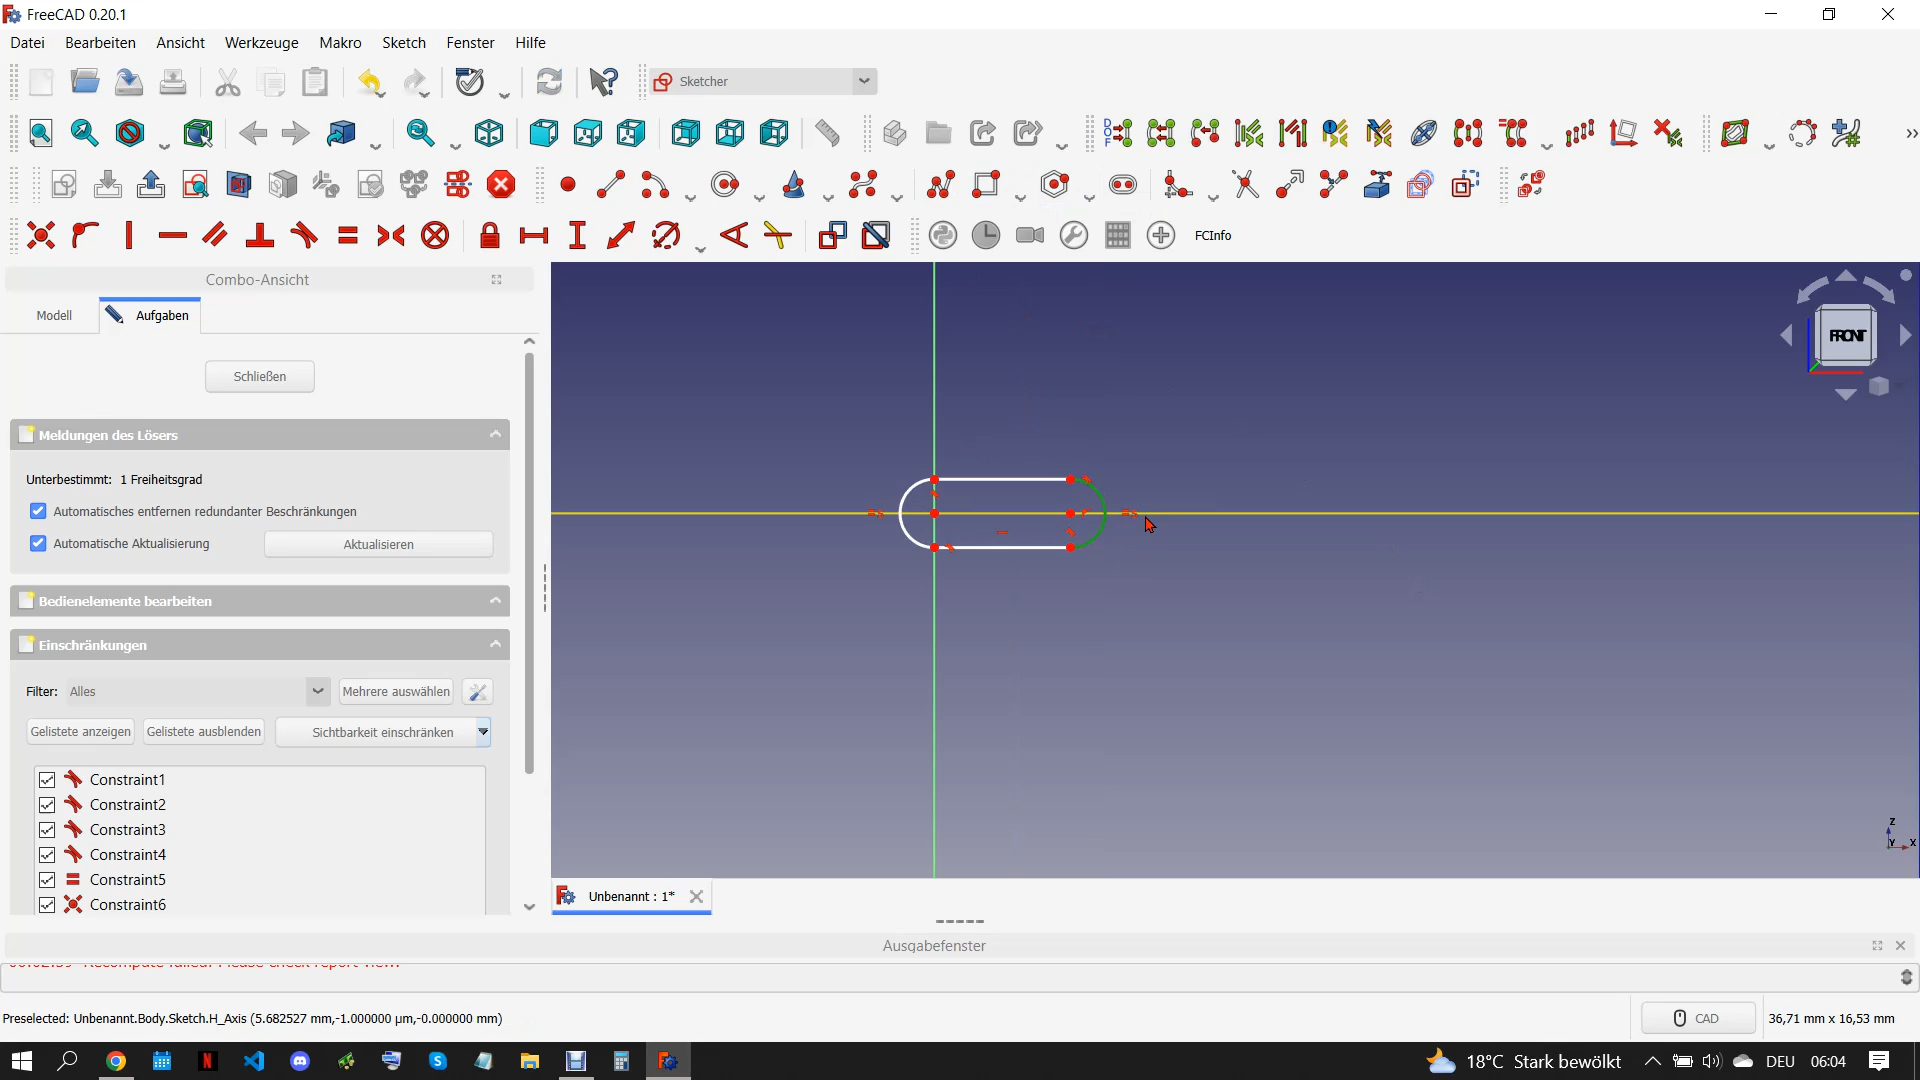 FreeCAD 0.20.1
Datei Bearbeiten Ansicht Werkzeuge Makro Sketch Fenster Hilfe
Sketcher
DOF
»
FCInfo
Combo-Ansicht
Modell Aufgaben
Schließen
Meldungen des Lösers
Unterbestimmt: 1 Freiheitsgrad
Automatisches entfernen redundanter Beschränkungen
Automatische Aktualisierung Aktualisieren
Bedienelemente bearbeiten
Einschränkungen
Filter: Alles Mehrere auswählen
Gelistete anzeigen Gelistete ausblenden Sichtbarkeit einschränken
Constraint1
Constraint2
Constraint3
Constraint4
Constraint5
Constraint6
FRONT
Z
Y X
Unbenannt : 1*
Ausgabefenster
Preselected: Unbenannt.Body.Sketch.H_Axis (5.682527 mm,-1.000000 µm,-0.000000 mm)
CAD 36,71 mm x 16,53 mm
18°C Stark bewölkt DEU 06:04